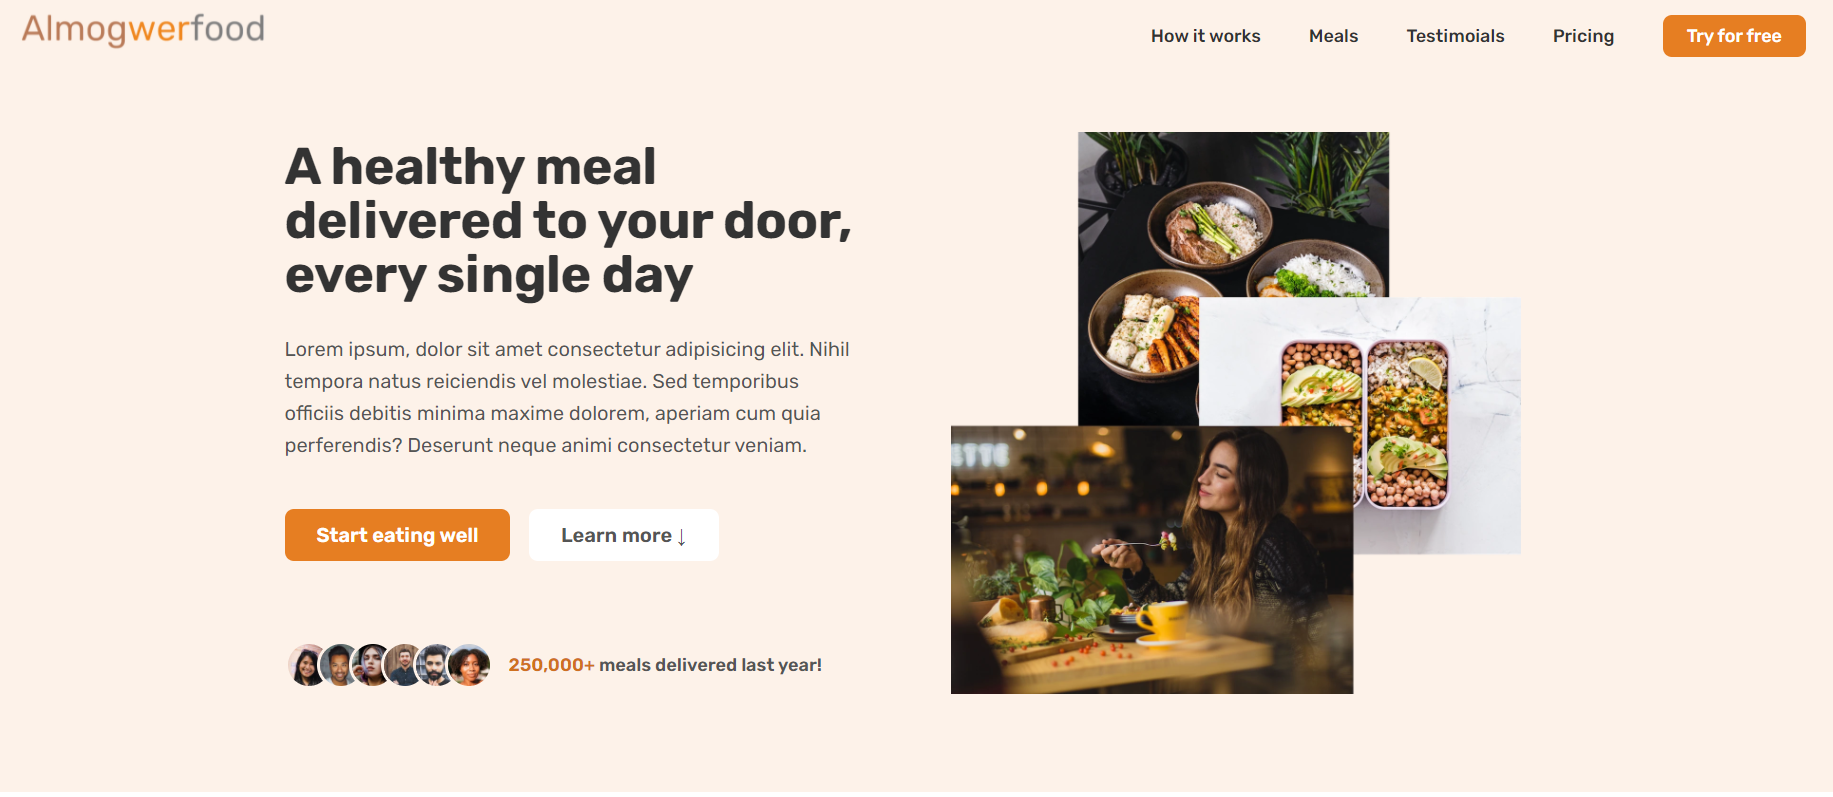 Almogwerfood
How it works
Meals
Testimoials
Pricing
Try for free
A healthy meal
delivered to your door,
every single day
Lorem ipsum, dolor sit amet consectetur adipisicing elit. Nihil
tempora natus reiciendis vel molestiae. Sed temporibus
officiis debitis minima maxime dolorem, aperiam cum quia
perferendis? Deserunt neque animi consectetur veniam.
Start eating well
Learn more ↓
250,000+ meals delivered last year!
ETTE